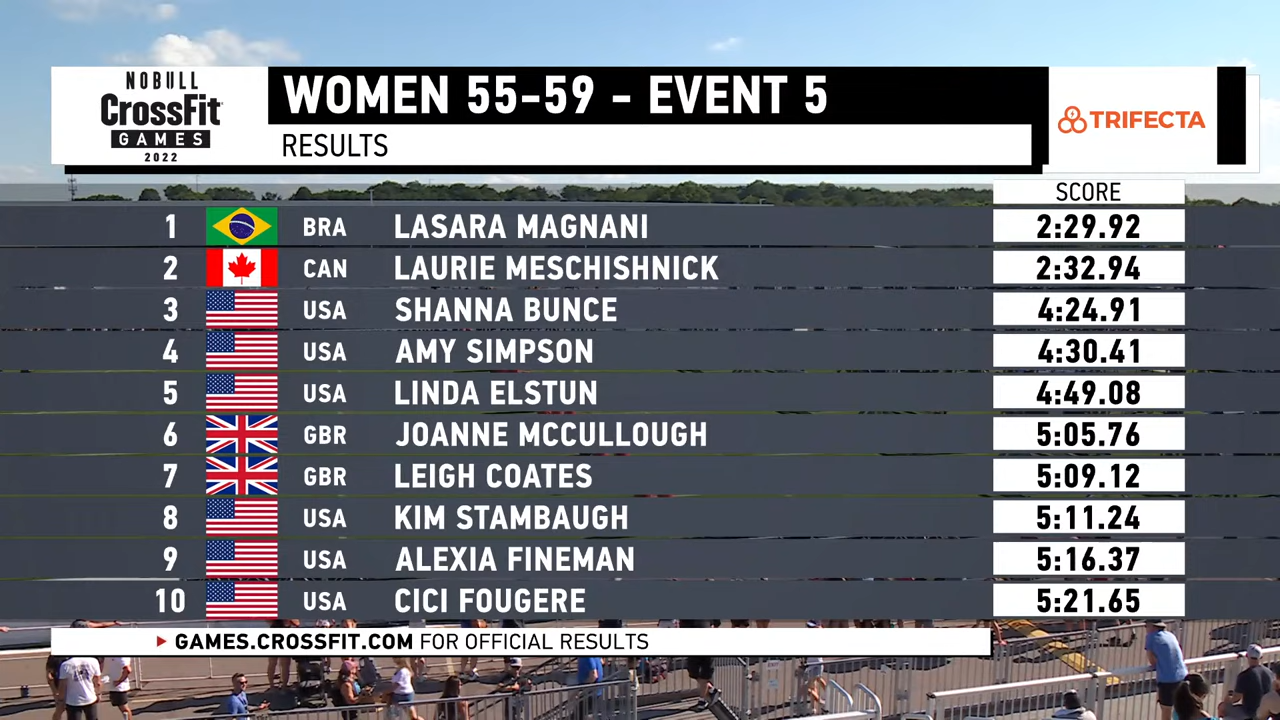 NOBULL
CrossFit
GAMES
2022
WOMEN 55-59 - EVENT 5
RESULTS
TRIFECTA
SCORE
1 BRA LASARA MAGNANI 2:29.92
2 CAN LAURIE MESCHISHNICK 2:32.94
3 USA SHANNA BUNCE 4:24.91
4 USA AMY SIMPSON 4:30.41
5 USA LINDA ELSTUN 4:49.08
6 GBR JOANNE MCCULLOUGH 5:05.76
7 GBR LEIGH COATES 5:09.12
8 USA KIM STAMBAUGH 5:11.24
9 USA ALEXIA FINEMAN 5:16.37
10 USA CICI FOUGERE 5:21.65
GAMES.CROSSFIT.COM FOR OFFICIAL RESULTS